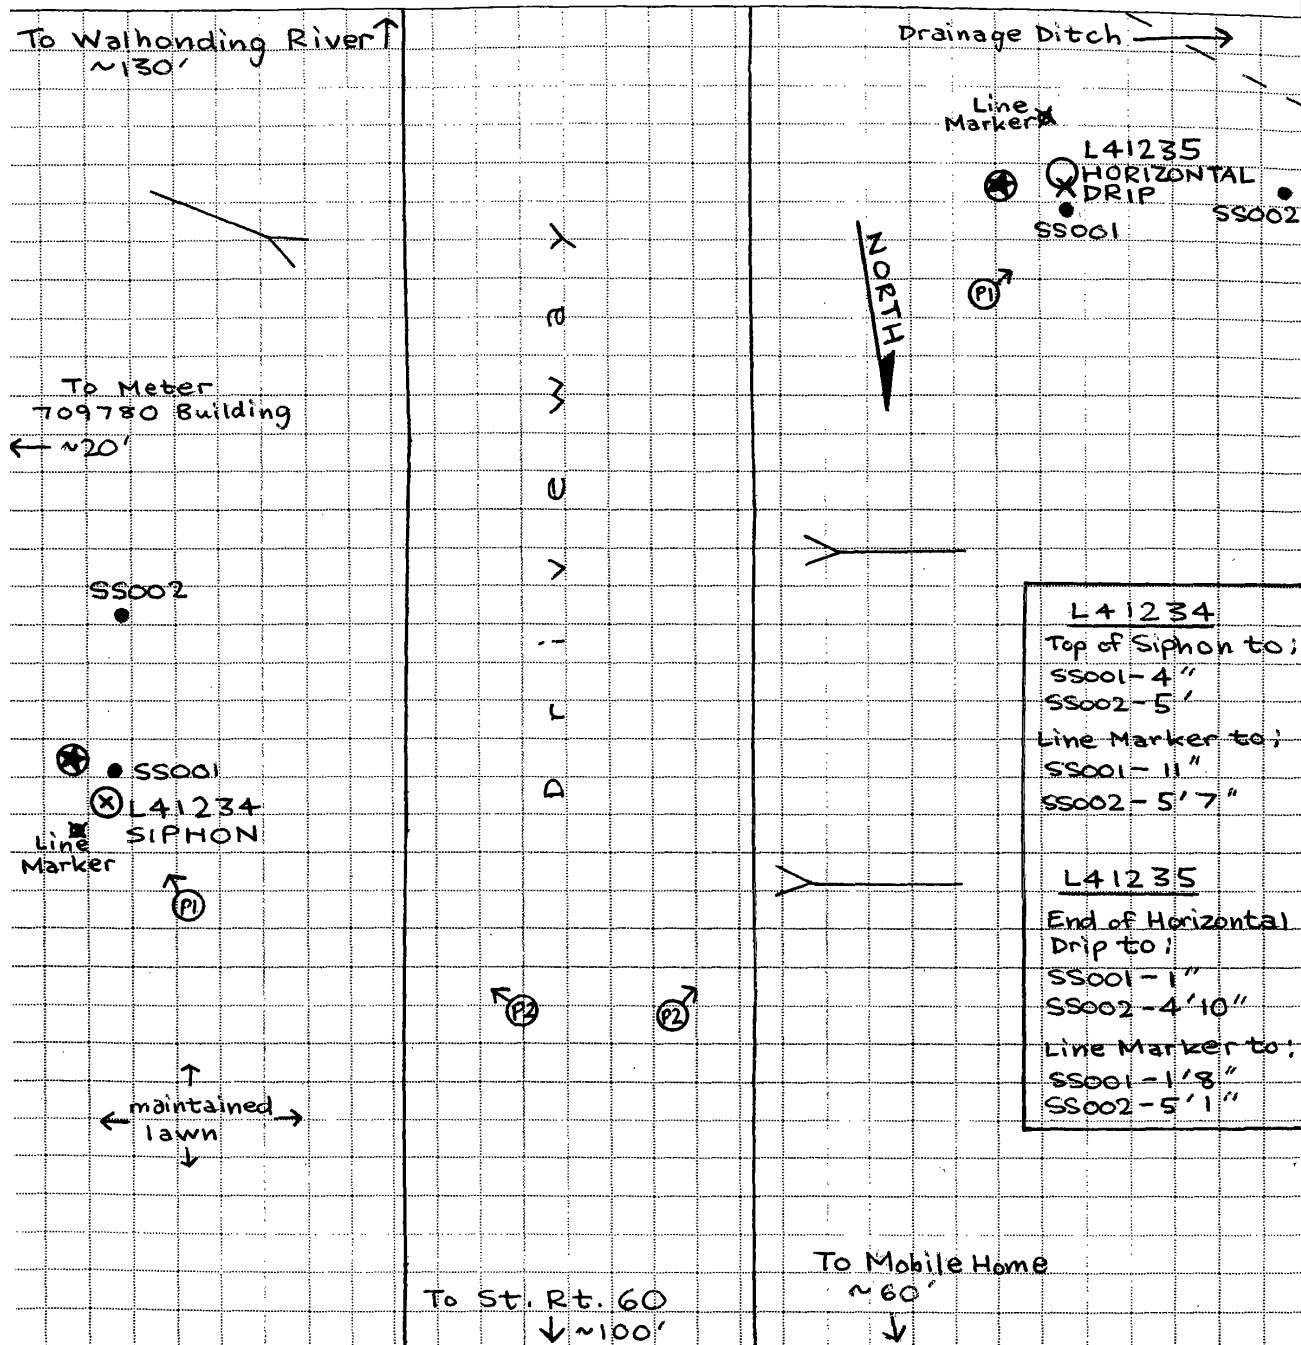 To Walhonding River
~130'
Drainage Ditch
Line
Marker
L41235
HORIZONTAL
DRIP
SS002
SS001
P1
NORTH
Driveway
To Meter
709780 Building
~20'
SS002
SS001
L41234
SIPHON
Line
Marker
P1
P2
P2
maintained
lawn
L41234
Top of Siphon to:
SS001-4"
SS002-5'
Line Marker to:
SS001-11"
SS002-5'7"
L41235
End of Horizontal
Drip to:
SS001-1"
SS002-4'10"
Line Marker to:
SS001-1'8"
SS002-5'1"
To Mobile Home
~60'
To St. Rt. 60
~100'